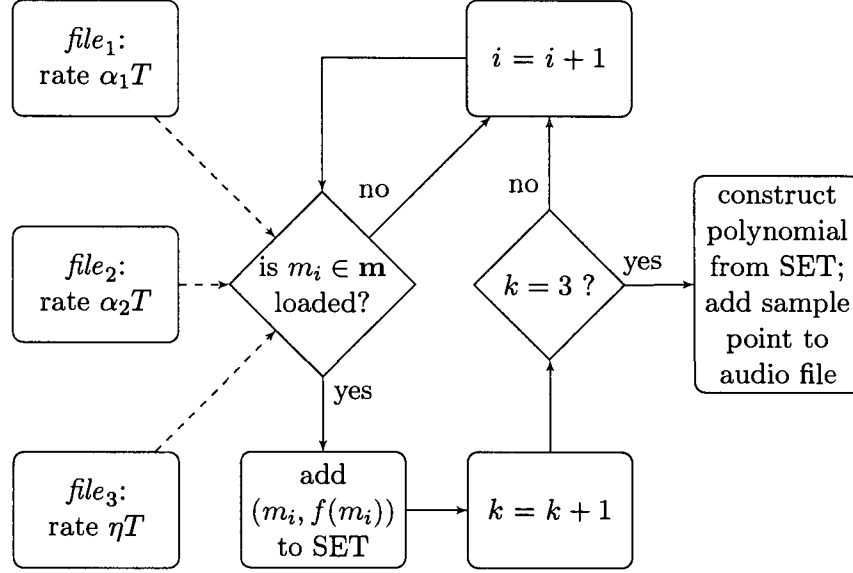 file₁:
rate α₁T
i = i + 1
no
no
is mᵢ ∈ m
loaded?
file₂:
rate α₂T
k = 3 ?
yes
construct
polynomial
from SET;
add sample
point to
audio file
yes
file₃:
rate ηT
add
(mᵢ, f(mᵢ))
to SET
k = k + 1